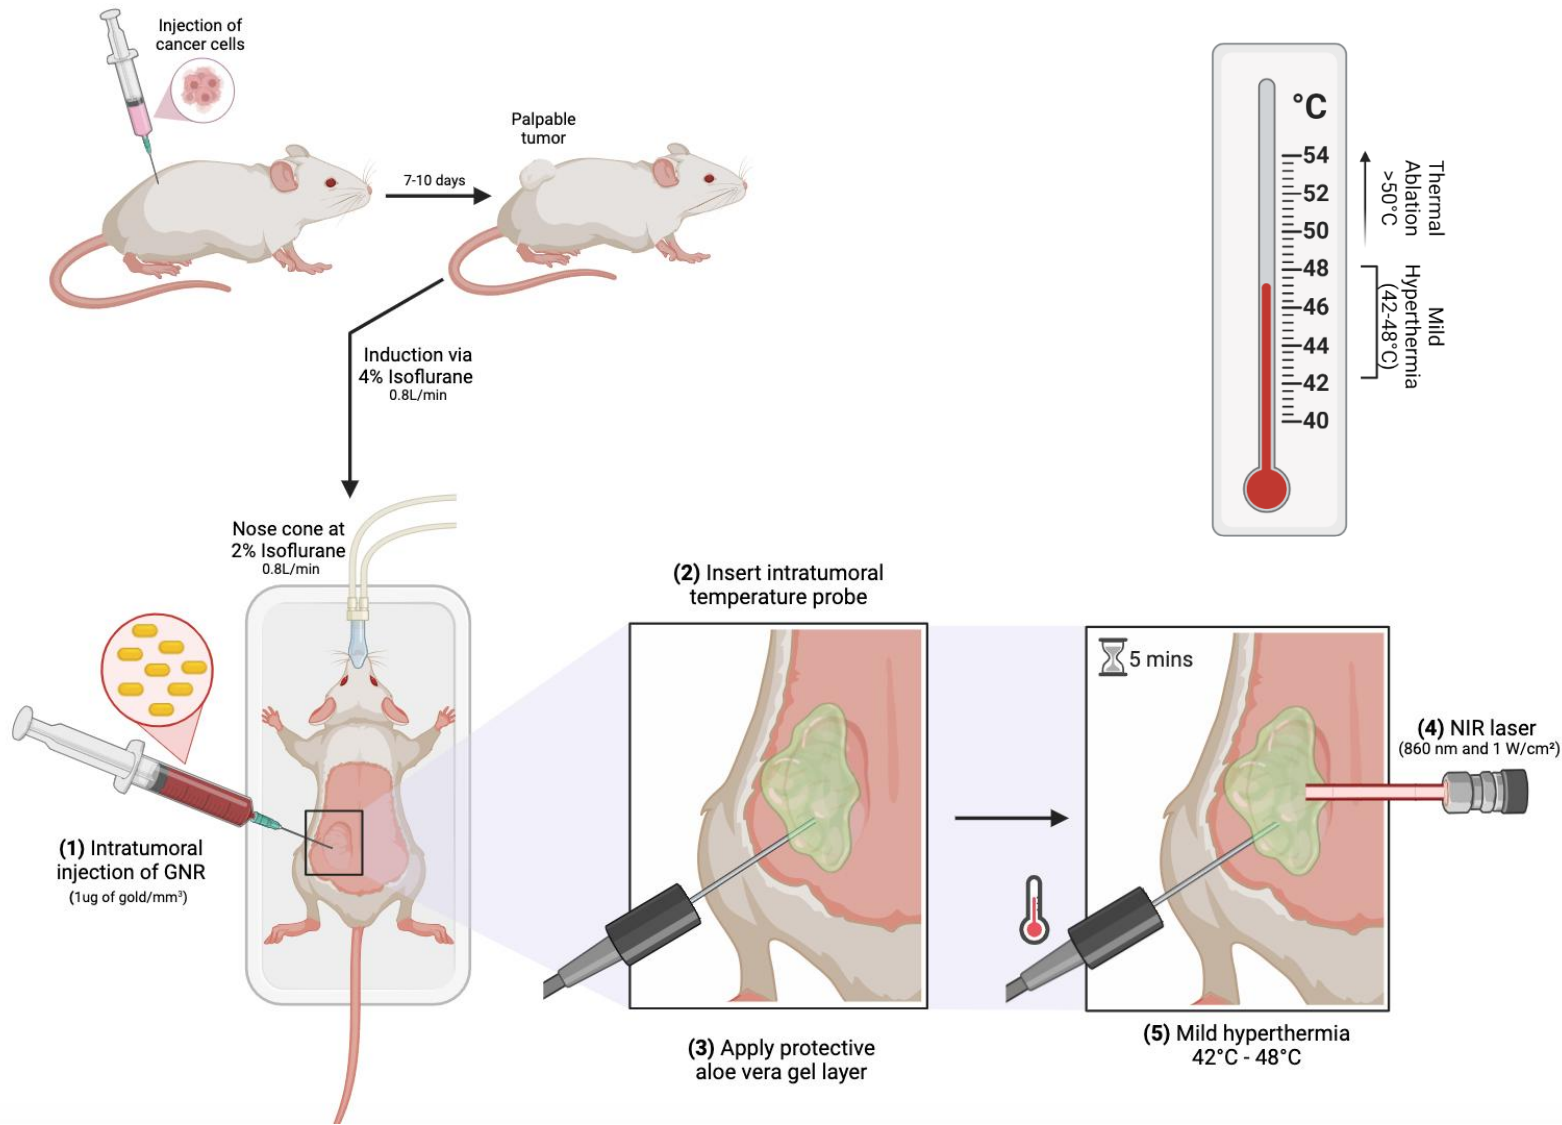 Injection of
cancer cells
7-10 days
Palpable
tumor
°C
54
52
50
48
46
44
42
40
Thermal
Ablation
>50°C
Mild
Hyperthermia
(42-48°C)
Induction via
4% Isoflurane
0.8L/min
Nose cone at
2% Isoflurane
0.8L/min
(1) Intratumoral
injection of GNR
(1ug of gold/mm³)
(2) Insert intratumoral
temperature probe
(3) Apply protective
aloe vera gel layer
5 mins
(4) NIR laser
(860 nm and 1 W/cm²)
(5) Mild hyperthermia
42°C - 48°C